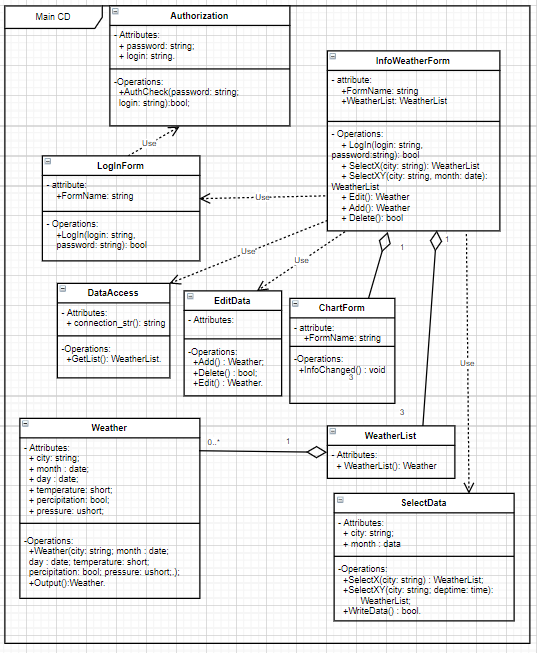 Main CD
Authorization
- Attributes:
+ password: string;
+ login: string.
-Operations:
+AuthCheck(password: string;
login: string):bool;
InfoWeatherForm
- attribute:
+FormName: string
+WeatherList: WeatherList
- Operations:
+ LogIn(login: string,
password:string): bool
+ SelectX(city: string): WeatherList
+ SelectXY(city: string, month: date):
WeatherList
+ Edit(): Weather
+ Add(): Weather
+ Delete(): bool
Use
LogInForm
- attribute:
+FormName: string
- Operations:
+LogIn(login: string,
password: string): bool
Use
Use
Use
1
1
DataAccess
- Attributes:
+ connection_str(): string
-Operations:
+GetList(): WeatherList.
EditData
- Attributes:
-Operations:
+Add() : Weather;
+Delete() : bool;
+Edit() : Weather.
ChartForm
- attribute:
+FormName: string
-Operations:
+InfoChanged() : void
3
Use
3
Weather
- Attributes:
+ city: string;
+ month : date;
+ day : date;
+ temperature: short;
+ percipitation: bool;
+ pressure: ushort;
-Operations:
+Weather(city: string; month : date;
day : date; temperature: short;
percipitation: bool; pressure: ushort;.);
+Output():Weather.
0..*
1
WeatherList
- Attributes:
+ WeatherList(): Weather
SelectData
- Attributes:
+ city: string;
+ month : data
-Operations:
+SelectX(city: string) : WeatherList;
+SelectXY(city: string; deptime: time):
WeatherList;
+WriteData() : bool.